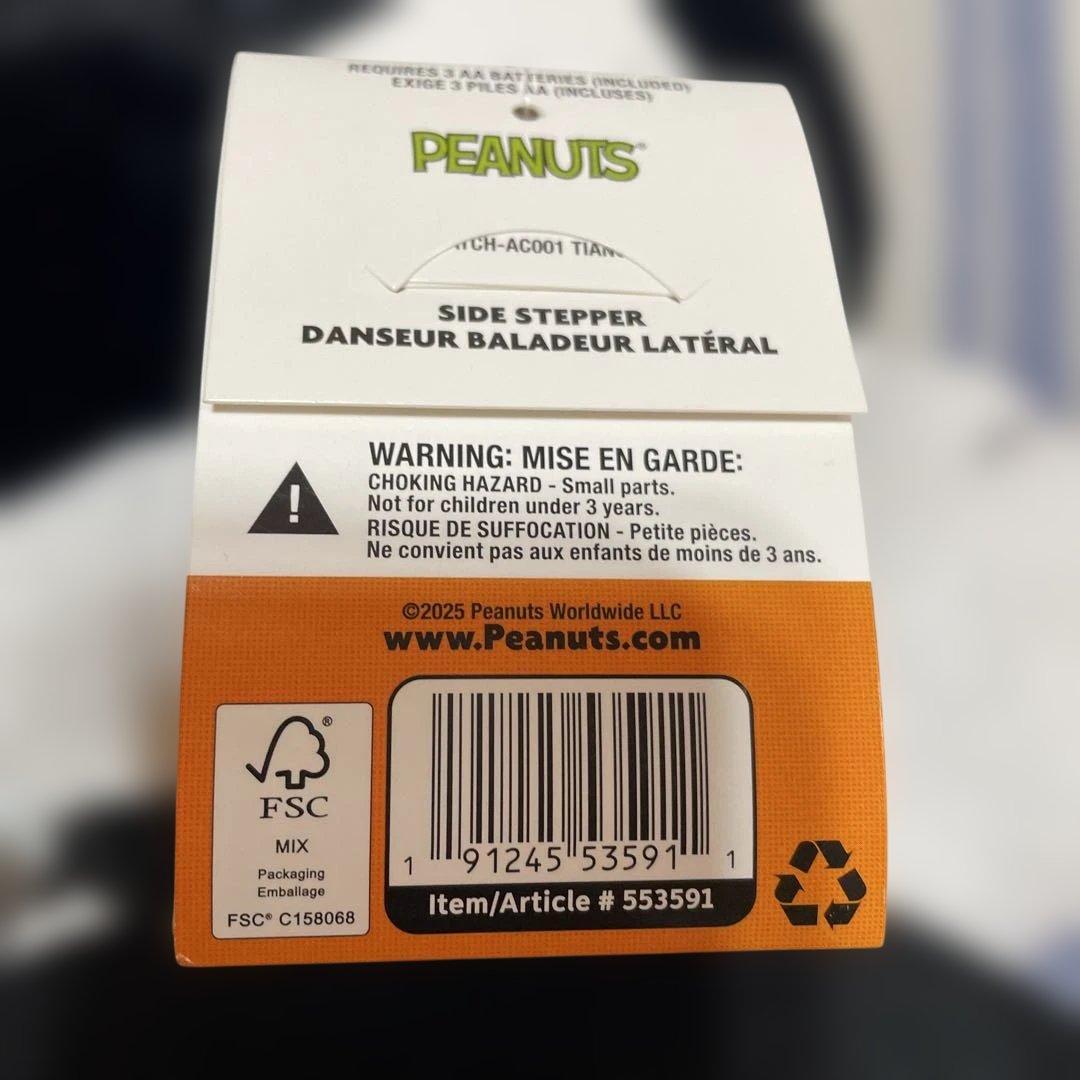 REQUIRES 3 AA BATTERIES (INCLUDED)
EXIGE 3 PILES AA (INCLUSES)
PEANUTS
CH-AC001
SIDE STEPPER
DANSEUR BALADEUR LATÉRAL
WARNING: MISE EN GARDE:
CHOKING HAZARD - Small parts.
Not for children under 3 years.
RISQUE DE SUFFOCATION - Petite pièces.
Ne convient pas aux enfants de moins de 3 ans.
©2025 Peanuts Worldwide LLC
www.Peanuts.com
FSC®
MIX
Packaging
Emballage
FSC® C158068
1 91245 53591 1
Item/Article # 553591